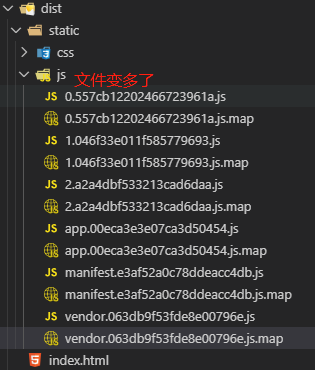 dist
static
css
js 文件变多了
JS 0.557cb12202466723961a.js
0.557cb12202466723961a.js.map
JS 1.046f33e011f585779693.js
1.046f33e011f585779693.js.map
JS 2.a2a4dbf533213cad6daa.js
2.a2a4dbf533213cad6daa.js.map
JS app.00eca3e3e07ca3d50454.js
app.00eca3e3e07ca3d50454.js.map
JS manifest.e3af52a0c78ddeacc4db.js
manifest.e3af52a0c78ddeacc4db.js.map
JS vendor.063db9f53fde8e00796e.js
vendor.063db9f53fde8e00796e.js.map
index.html